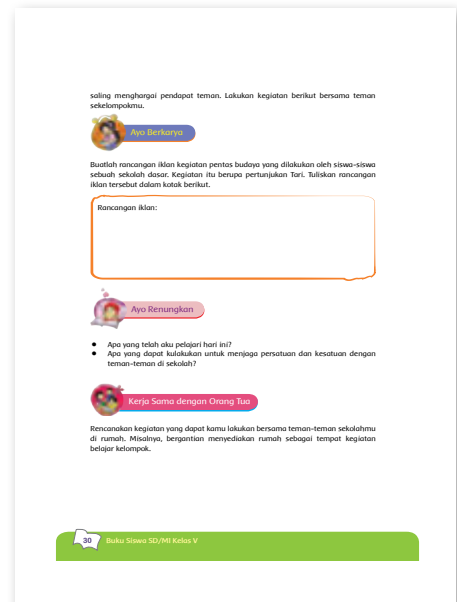 saling menghargai pendapat teman. Lakukan kegiatan berikut bersama teman
sekelompokmu.
Ayo Berkarya
Buatlah rancangan iklan kegiatan pentas budaya yang dilakukan oleh siswa-siswa
sebuah sekolah dasar. Kegiatan itu berupa pertunjukan Tari. Tuliskan rancangan
iklan tersebut dalam kotak berikut.
Rancangan iklan:
Ayo Renungkan
● Apa yang telah aku pelajari hari ini?
● Apa yang dapat kulakukan untuk menjaga persatuan dan kesatuan dengan
teman-teman di sekolah?
Kerja Sama dengan Orang Tua
Rencanakan kegiatan yang dapat kamu lakukan bersama teman-teman sekolahmu
di rumah. Misalnya, bergantian menyediakan rumah sebagai tempat kegiatan
belajar kelompok.
30 Buku Siswa SD/MI Kelas V